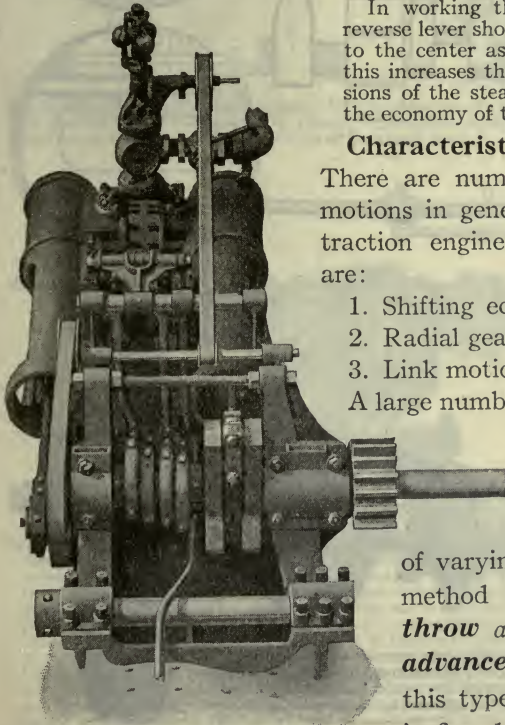 In working th
reverse lever sho
to the center as
this increases th
sions of the stea
the economy of t
Characterist
There are num
motions in gene
traction engine
are:
1. Shifting ec
2. Radial gea
3. Link motio
A large numb
of varyin
method
throw a
advance
this type